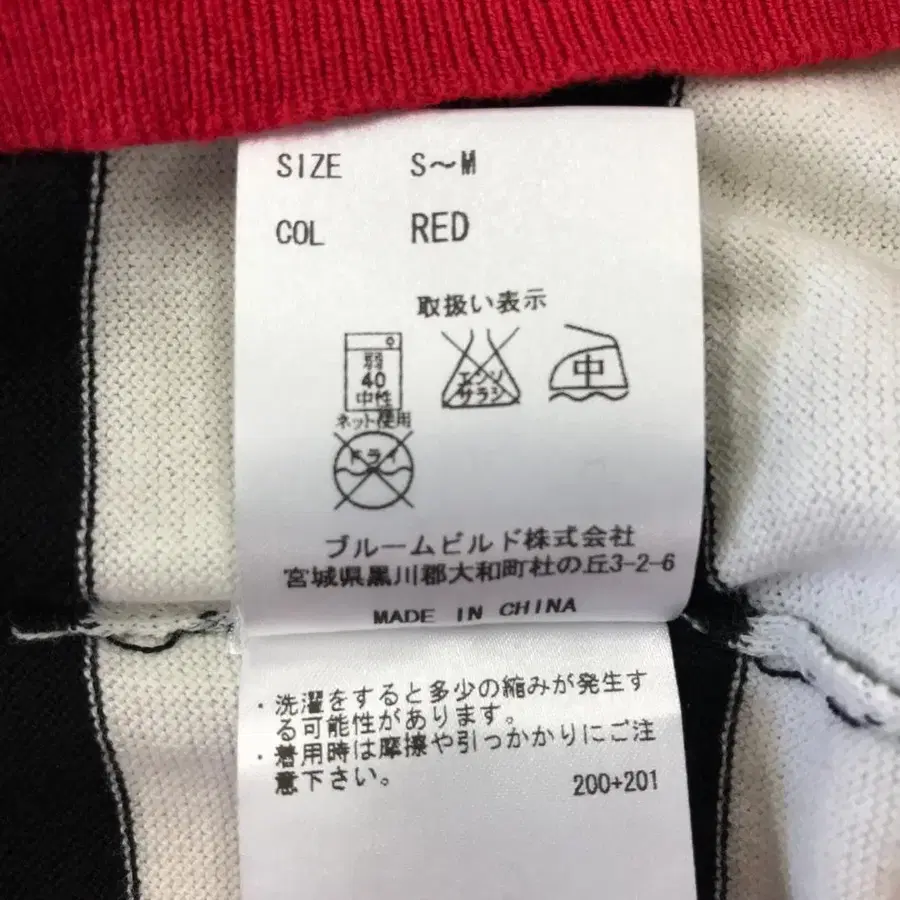 SIZE S~M
COL RED
取扱い表示
弱
40
中性
ネット使用
エンソ
サラシ
中
ドライ
ブルームビルド株式会社
宮城県黒川郡大和町杜の丘3-2-6
MADE IN CHINA
・洗濯をすると多少の縮みが発生す
る可能性があります。
・着用時は摩擦や引っかかりにご注
意下さい。
200+201